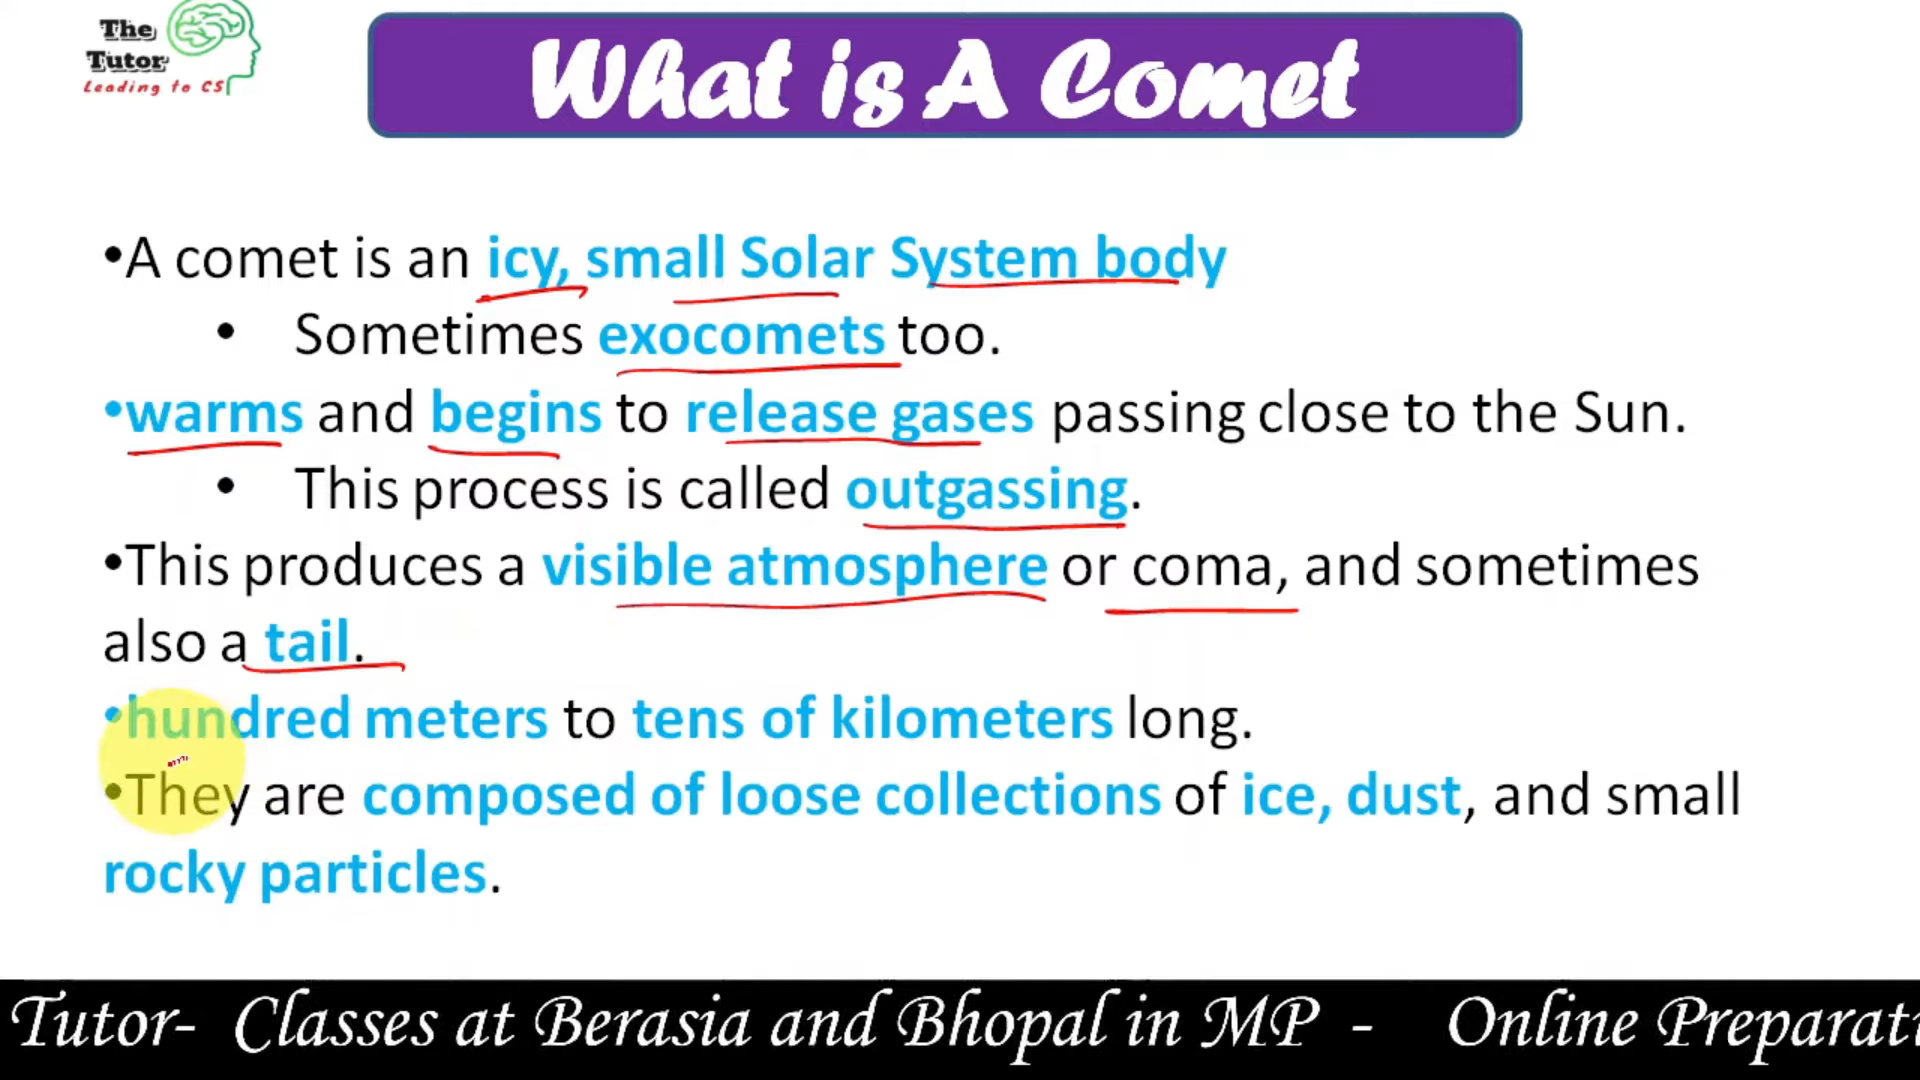 The
Tutor
Leading to CS
What is A Comet
•A comet is an icy, small Solar System body
• Sometimes exocomets too.
•warms and begins to release gases passing close to the Sun.
• This process is called outgassing.
•This produces a visible atmosphere or coma, and sometimes
also a tail.
•hundred meters to tens of kilometers long.
•They are composed of loose collections of ice, dust, and small
rocky particles.
Tutor- Classes at Berasia and Bhopal in MP - Online Preparati